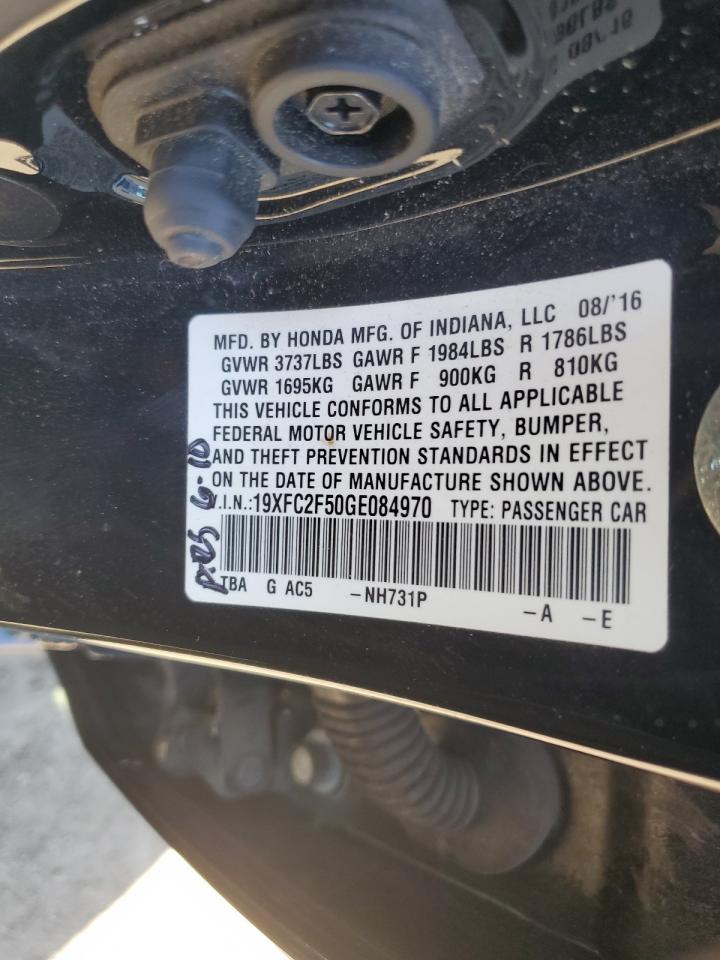 MFD. BY HONDA MFG. OF INDIANA, LLC 08/'16
GVWR 3737LBS GAWR F 1984LBS R 1786LBS
GVWR 1695KG GAWR F 900KG R 810KG
THIS VEHICLE CONFORMS TO ALL APPLICABLE
FEDERAL MOTOR VEHICLE SAFETY, BUMPER,
AND THEFT PREVENTION STANDARDS IN EFFECT
ON THE DATE OF MANUFACTURE SHOWN ABOVE.
.I.N.:19XFC2F50GE084970 TYPE: PASSENGER CAR
TBA G AC5 -NH731P -A -E